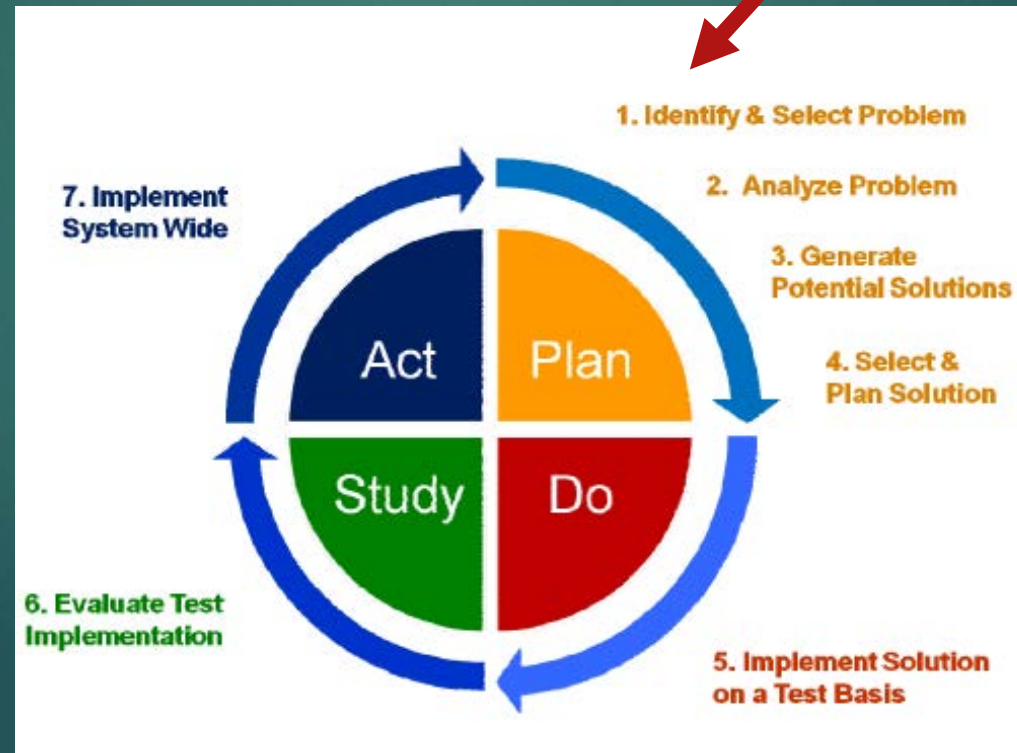 1. Identify & Select Problem
2. Analyze Problem
3. Generate
Potential Solutions
4. Select &
Plan Solution
5. Implement Solution
on a Test Basis
6. Evaluate Test
Implementation
7. Implement
System Wide
Act
Plan
Study
Do